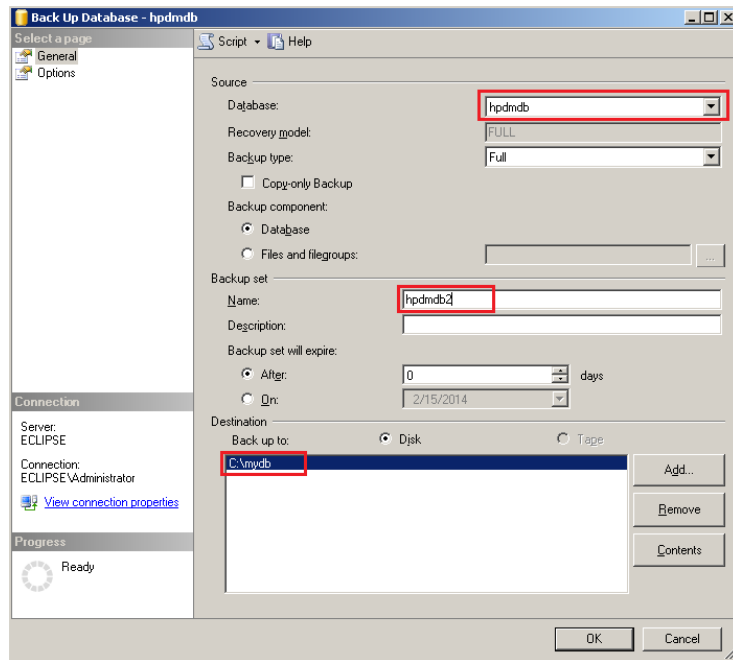 Back Up Database - hpdmdb
Select a page
General
Options
Script
Help
Source
Database:
hpdmdb
Recovery model:
FULL
Backup type:
Full
Copy-only Backup
Backup component:
Database
Files and filegroups:
...
Backup set
Name:
hpdmdb2
Description:
Backup set will expire:
After:
0
days
On:
2/15/2014
Destination
Back up to:
Disk
Tape
C:\mydb
Add...
Remove
Contents
Connection
Server:
ECLIPSE
Connection:
ECLIPSE\Administrator
View connection properties
Progress
Ready
OK
Cancel